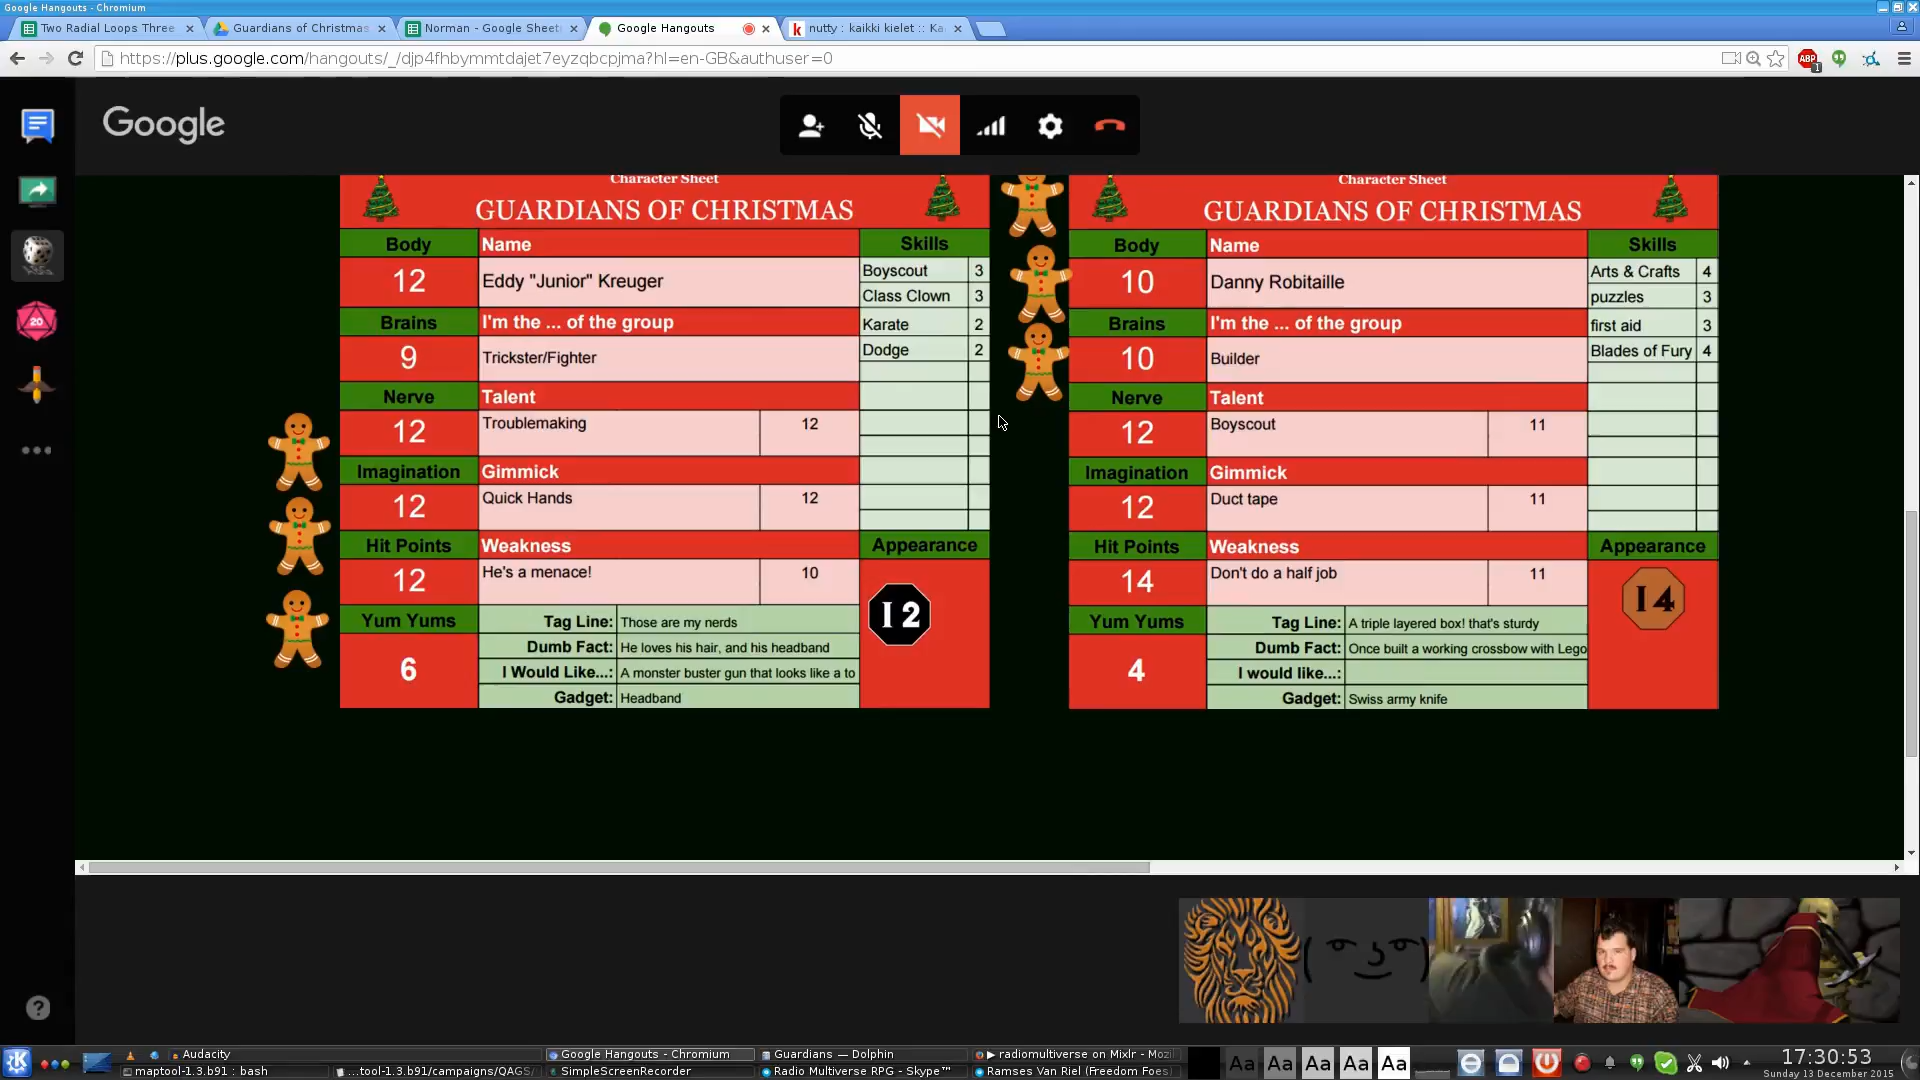 Google Hangouts - Chromium
Two Radial Loops Three
Guardians of Christmas
Norman - Google Sheet
Google Hangouts
nutty : kaikki kielet :: Ka
https://plus.google.com/hangouts/_/djp4fhbymmtdajet7eyzqbcpjma?hl=en-GB&authuser=0
ABP
1
Google
20
Character Sheet
GUARDIANS OF CHRISTMAS
Body
Name
Skills
12
Eddy "Junior" Kreuger
Boyscout 3
Class Clown 3
Brains
I'm the ... of the group
Karate 2
9
Trickster/Fighter
Dodge 2
Nerve
Talent
12
Troublemaking 12
Imagination
Gimmick
12
Quick Hands 12
Hit Points
Weakness
Appearance
12
He's a menace! 10
I 2
Yum Yums
6
Tag Line: Those are my nerds
Dumb Fact: He loves his hair, and his headband
I Would Like...: A monster buster gun that looks like a to
Gadget: Headband
Character Sheet
GUARDIANS OF CHRISTMAS
Body
Name
Skills
10
Danny Robitaille
Arts & Crafts 4
puzzles 3
Brains
I'm the ... of the group
first aid 3
10
Builder
Blades of Fury 4
Nerve
Talent
12
Boyscout 11
Imagination
Gimmick
12
Duct tape 11
Hit Points
Weakness
Appearance
14
Don't do a half job 11
I 4
Yum Yums
4
Tag Line: A triple layered box! that's sturdy
Dumb Fact: Once built a working crossbow with Lego
I would like...:
Gadget: Swiss army knife
?
Audacity
Google Hangouts - Chromium
Guardians — Dolphin
▶ radiomultiverse on Mixlr - Mozi
maptool-1.3.b91 : bash
...tool-1.3.b91/campaigns/QAGS/
SimpleScreenRecorder
Radio Multiverse RPG - Skype™
Ramses Van Riel (Freedom Foes)
Aa Aa Aa Aa Aa
17:30:53
Sunday 13 December 2015